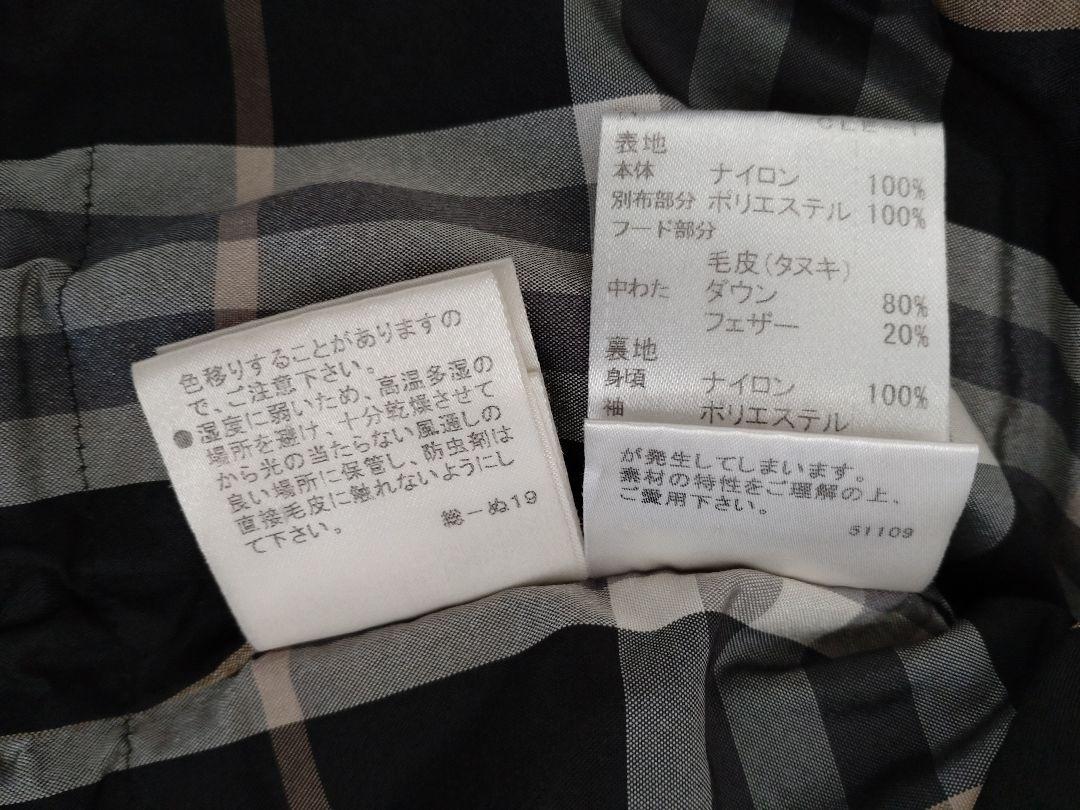 色移りすることがありますの
で、ご注意下さい。
●湿度に弱いため、高温多湿の
場所を避け、十分乾燥させて
から光の当たらない風通しの
良い場所に保管し、防虫剤は
直接毛皮に触れないようにし
て下さい。
総ーぬ19
表地
本体 ナイロン 100%
別布部分 ポリエステル 100%
フード部分
毛皮(タヌキ)
中わた ダウン 80%
フェザー 20%
裏地
身頃 ナイロン 100%
袖 ポリエステル
が発生してしまいます。
素材の特性をご理解の上、
ご愛用下さい。
51109